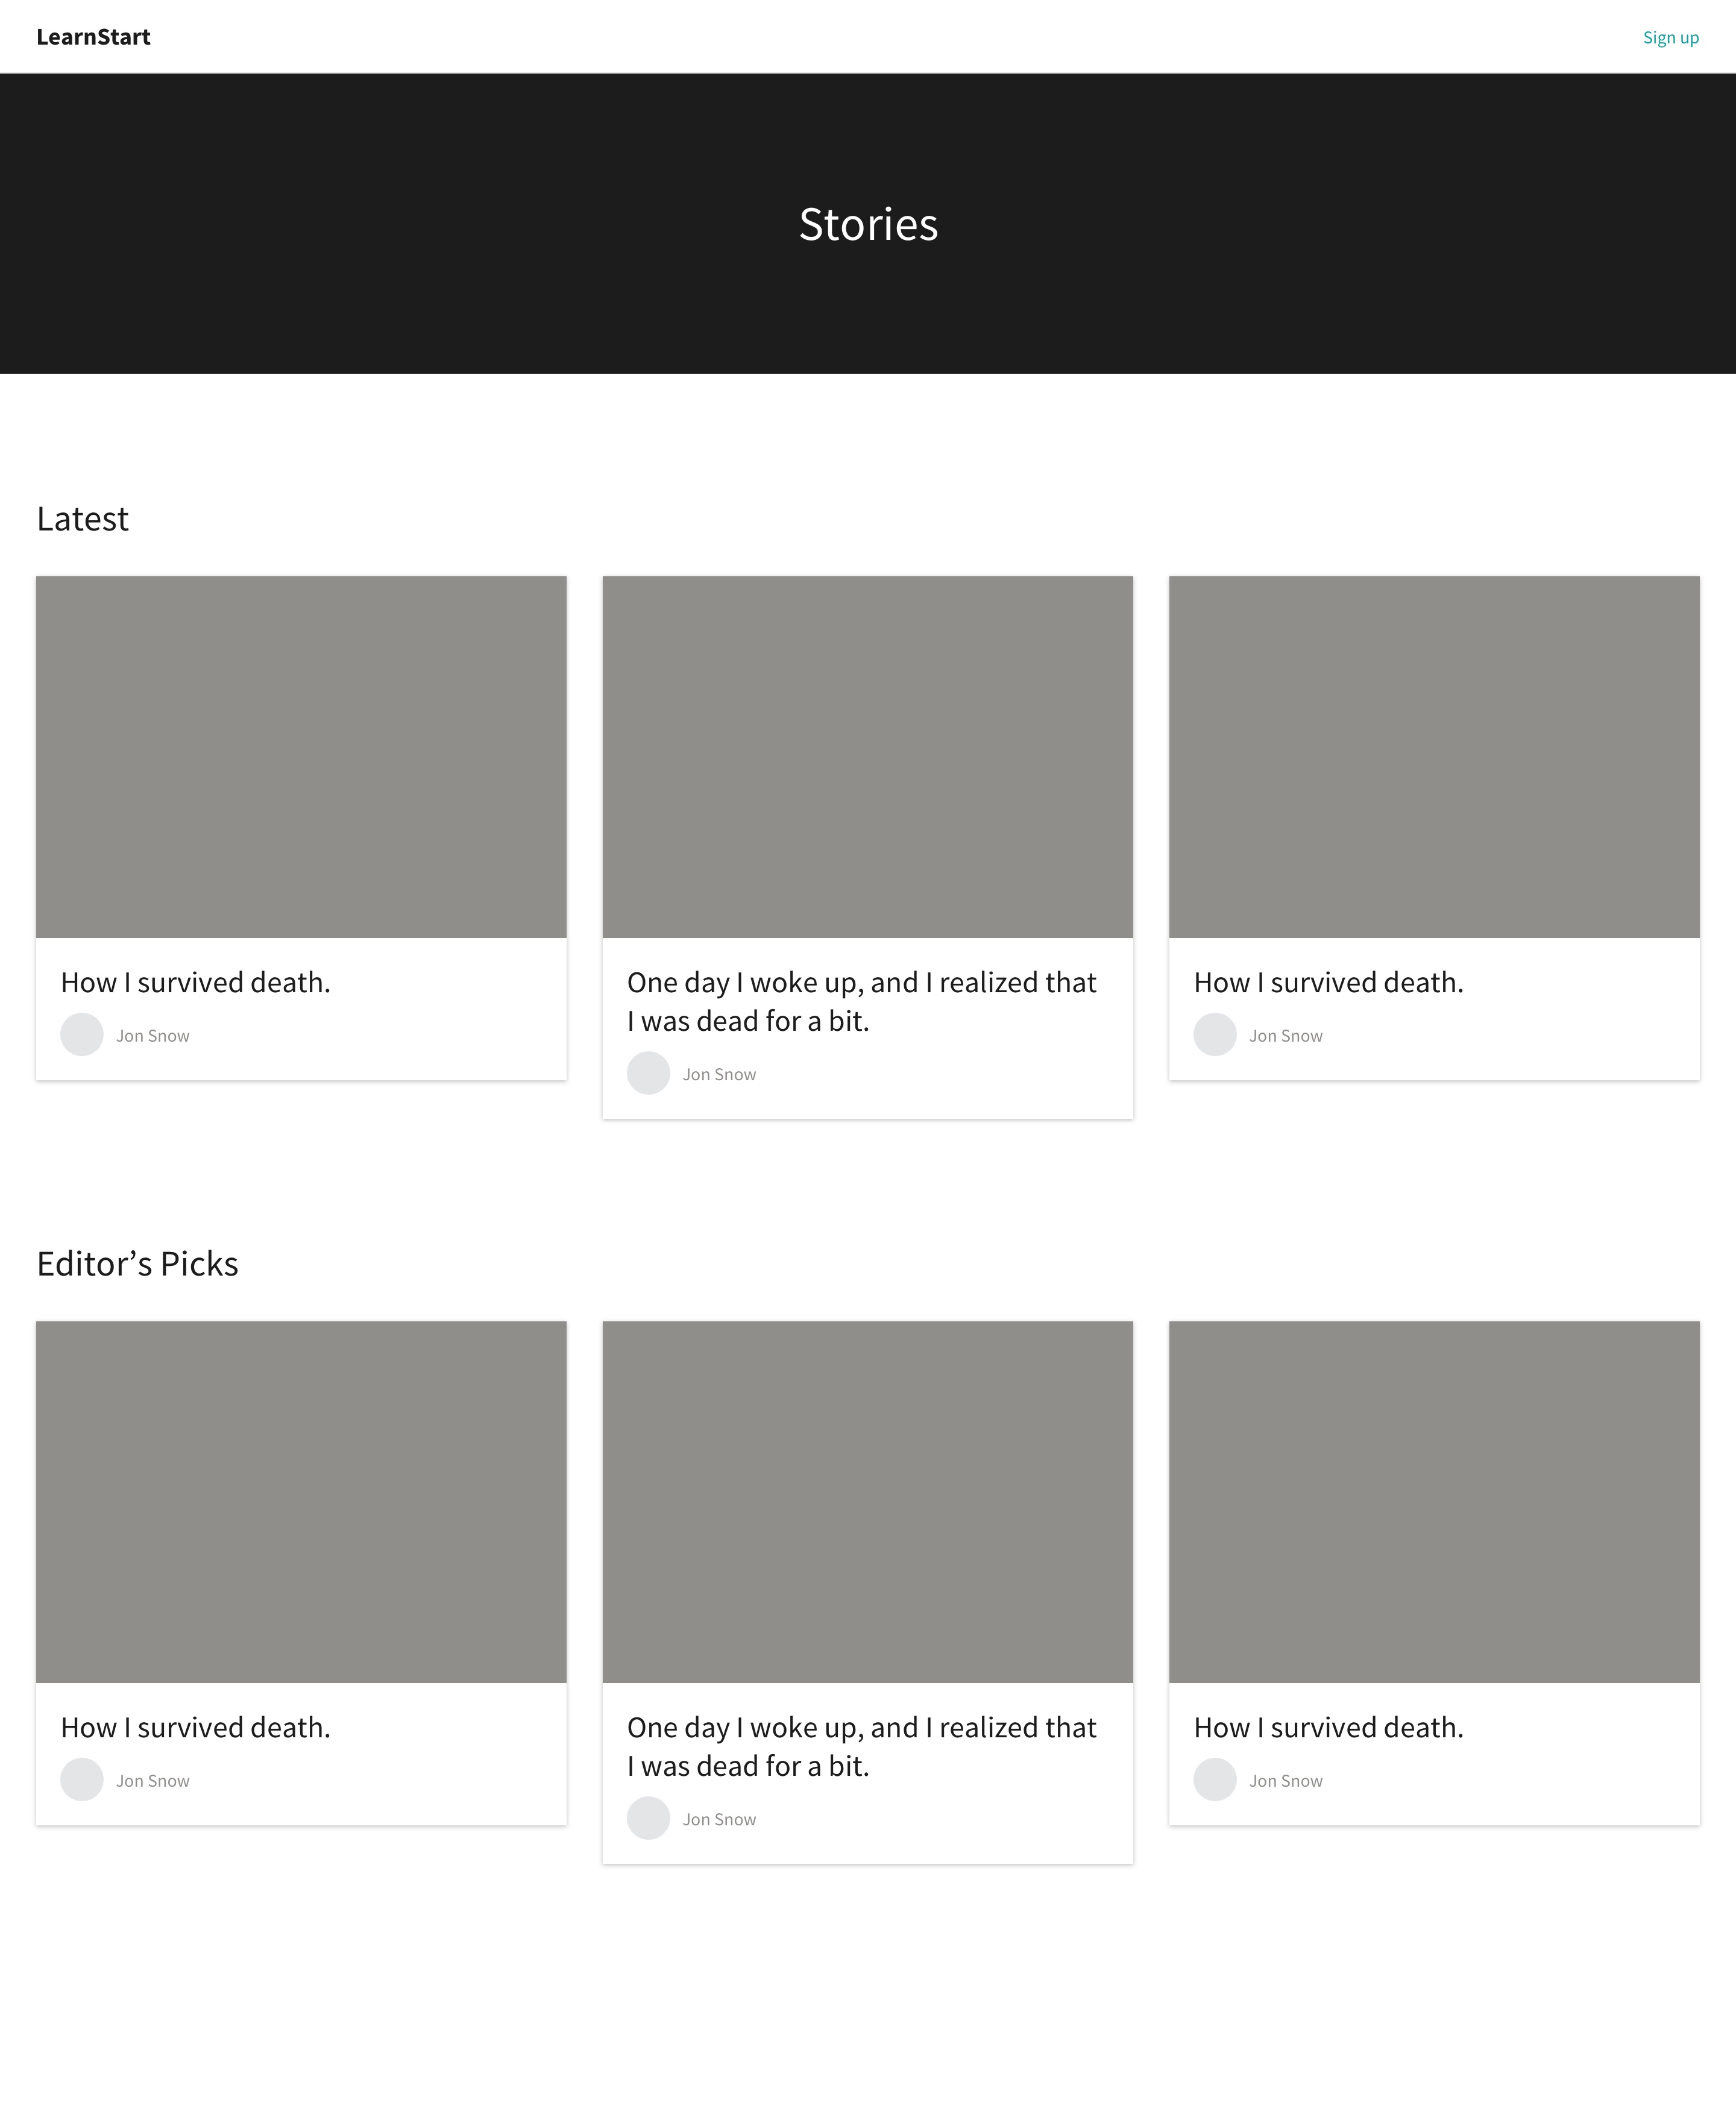 LearnStart
Sign up
Stories
Latest
How I survived death.
Jon Snow
One day I woke up, and I realized that
I was dead for a bit.
Jon Snow
How I survived death.
Jon Snow
Editor’s Picks
How I survived death.
Jon Snow
One day I woke up, and I realized that
I was dead for a bit.
Jon Snow
How I survived death.
Jon Snow